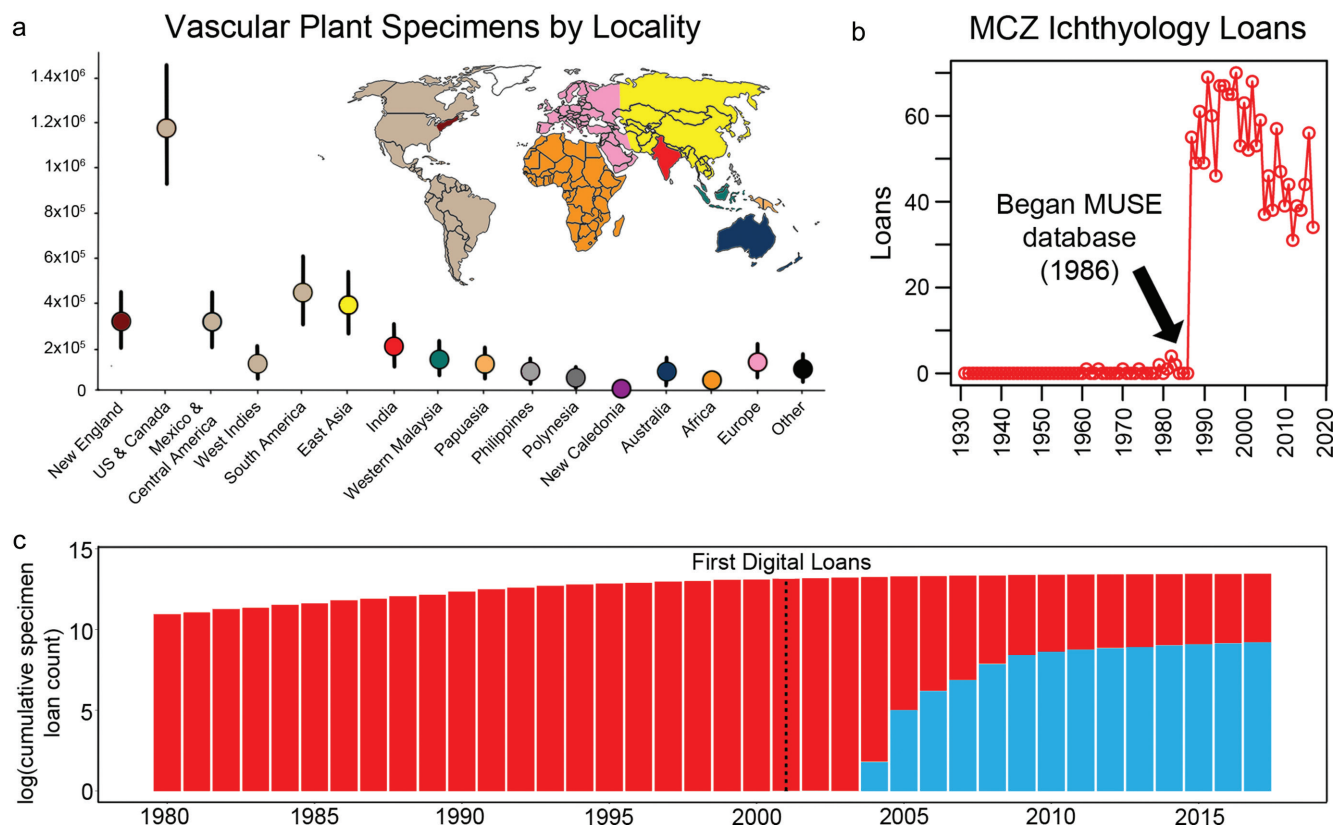 a
Vascular Plant Specimens by Locality
1.4x10⁶
1.2x10⁶
1x10⁶
8x10⁵
6x10⁵
4x10⁵
2x10⁵
0
New England
US & Canada
Mexico &
Central America
West Indies
South America
East Asia
India
Western Malaysia
Papuasia
Philippines
Polynesia
New Caledonia
Australia
Africa
Europe
Other
b
MCZ Ichthyology Loans
Loans
60
40
20
0
Began MUSE
database
(1986)
1930
1940
1950
1960
1970
1980
1990
2000
2010
2020
c
log(cumulative specimen
loan count)
15
10
5
0
First Digital Loans
1980
1985
1990
1995
2000
2005
2010
2015